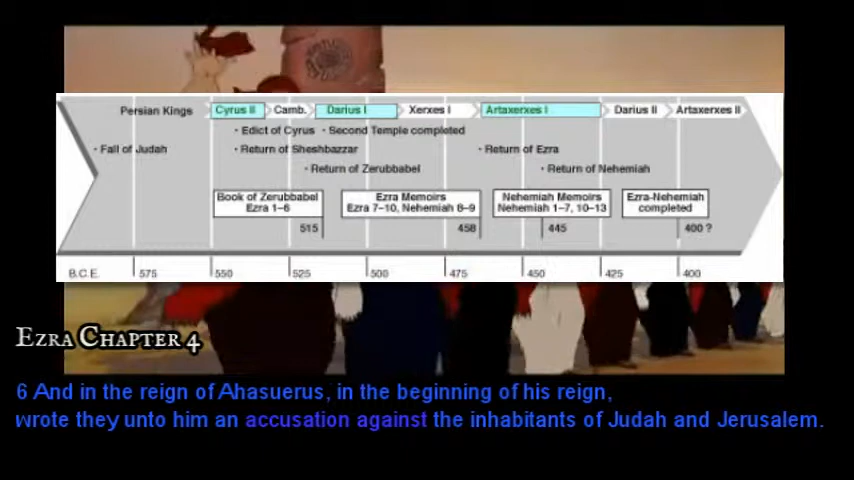 Persian Kings Cyrus II Camb. Darius I Xerxes I Artaxerxes I Darius II Artaxerxes II
· Edict of Cyrus · Second Temple completed
· Fall of Judah · Return of Sheshbazzar · Return of Ezra
· Return of Zerubbabel · Return of Nehemiah
Book of Zerubbabel Ezra Memoirs Nehemiah Memoirs Ezra-Nehemiah
Ezra 1–6 Ezra 7–10, Nehemiah 8–9 Nehemiah 1–7, 10–13 completed
515 458 445 400 ?
B.C.E. 575 550 525 500 475 450 425 400
Ezra Chapter 4
6 And in the reign of Ahasuerus, in the beginning of his reign,
wrote they unto him an accusation against the inhabitants of Judah and Jerusalem.